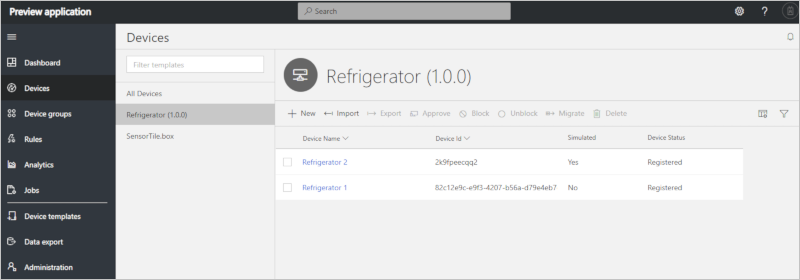 Preview application
Search
?
Devices
Dashboard
Devices
Device groups
Rules
Analytics
Jobs
Device templates
Data export
Administration
Filter templates
All Devices
Refrigerator (1.0.0)
SensorTile.box
Refrigerator (1.0.0)
New Import Export Approve Block Unblock Migrate Delete
Device Name Device Id Simulated Device Status
Refrigerator 2 2k9fpeecqq2 Yes Registered
Refrigerator 1 82c12e9c-e9f3-4207-b56a-d79e4eb7 No Registered